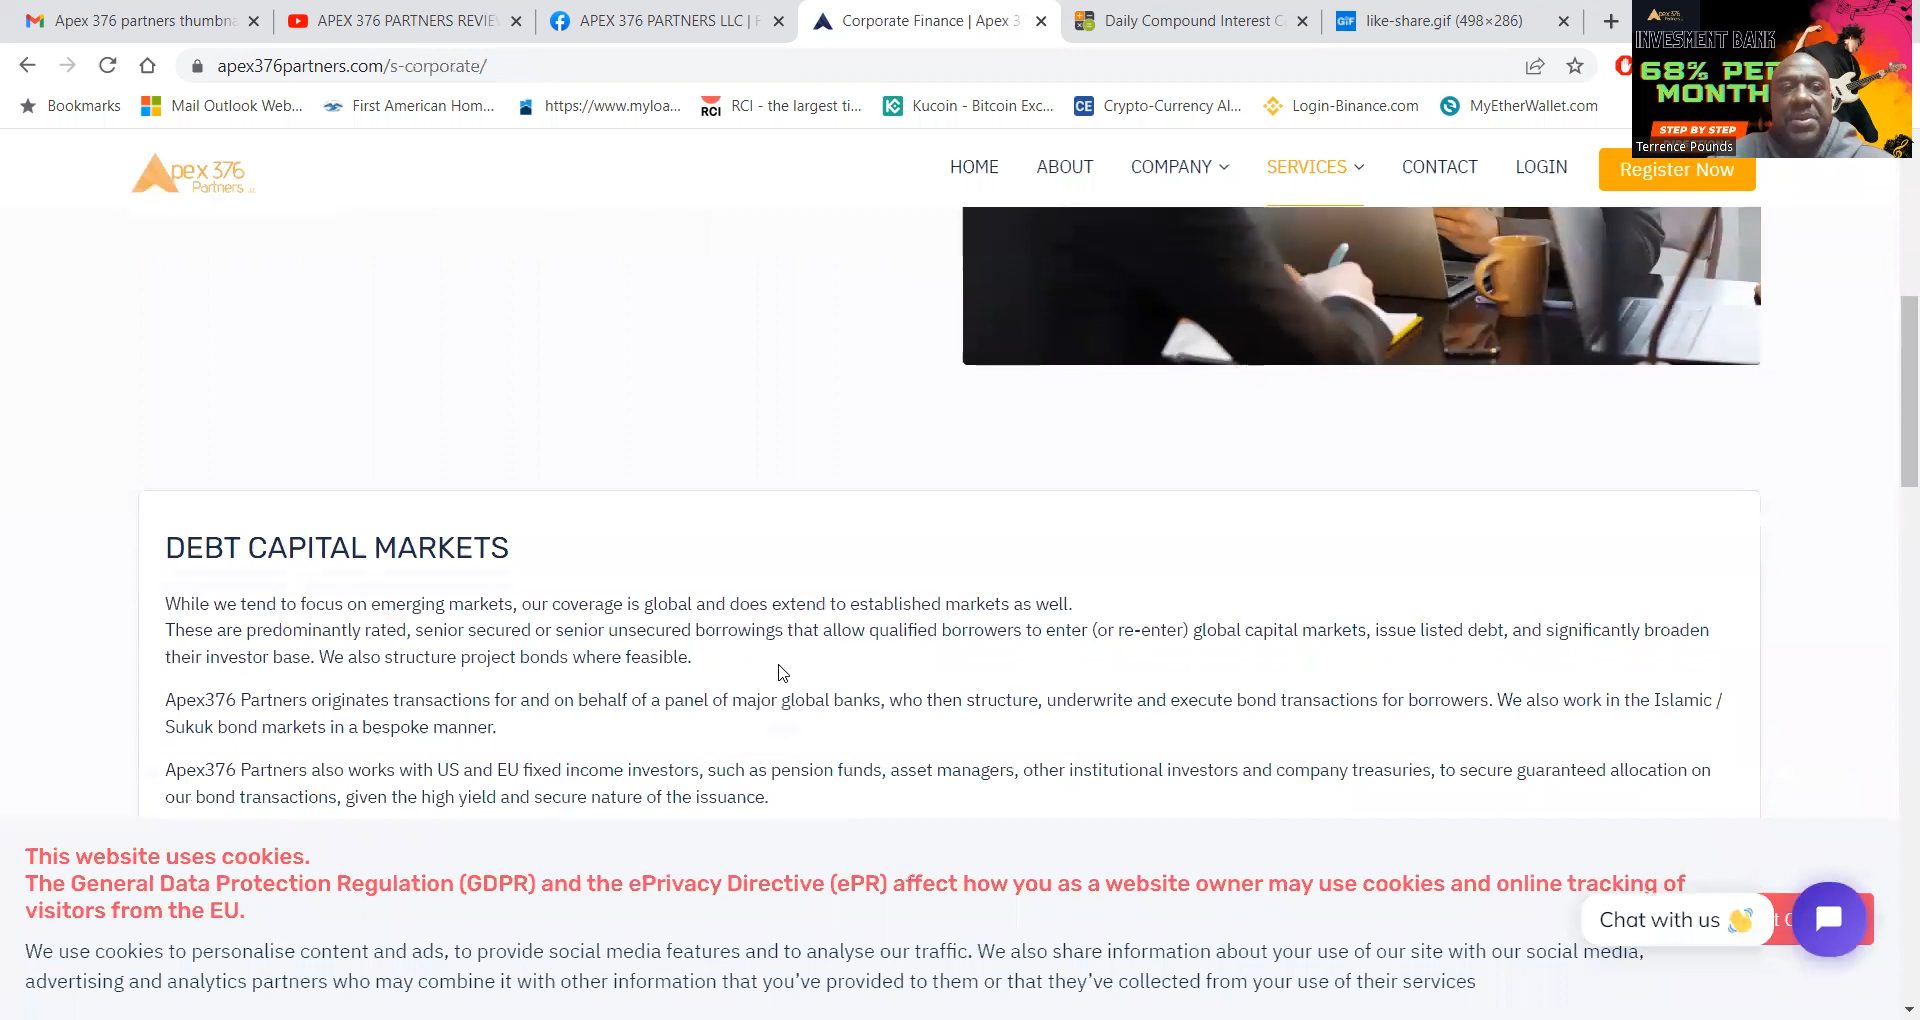 Apex 376 partners thumbna
APEX 376 PARTNERS REVIE
APEX 376 PARTNERS LLC | F
Corporate Finance | Apex 3
Daily Compound Interest C
like-share.gif (498×286)
apex376partners.com/s-corporate/
Bookmarks
Mail Outlook Web...
First American Hom...
https://www.myloa...
RCI
RCI - the largest ti...
Kucoin - Bitcoin Exc...
CE
Crypto-Currency Al...
Login-Binance.com
MyEtherWallet.com
INVESMENT BANK
68% PE
MONTH
STEP BY STEP
Terrence Pounds
Apex 376
Partners
HOME
ABOUT
COMPANY
SERVICES
CONTACT
LOGIN
Register Now
DEBT CAPITAL MARKETS
While we tend to focus on emerging markets, our coverage is global and does extend to established markets as well.
These are predominantly rated, senior secured or senior unsecured borrowings that allow qualified borrowers to enter (or re-enter) global capital markets, issue listed debt, and significantly broaden
their investor base. We also structure project bonds where feasible.
Apex376 Partners originates transactions for and on behalf of a panel of major global banks, who then structure, underwrite and execute bond transactions for borrowers. We also work in the Islamic /
Sukuk bond markets in a bespoke manner.
Apex376 Partners also works with US and EU fixed income investors, such as pension funds, asset managers, other institutional investors and company treasuries, to secure guaranteed allocation on
our bond transactions, given the high yield and secure nature of the issuance.
This website uses cookies.
The General Data Protection Regulation (GDPR) and the ePrivacy Directive (ePR) affect how you as a website owner may use cookies and online tracking of
visitors from the EU.
Chat with us
We use cookies to personalise content and ads, to provide social media features and to analyse our traffic. We also share information about your use of our site with our social media,
advertising and analytics partners who may combine it with other information that you've provided to them or that they've collected from your use of their services